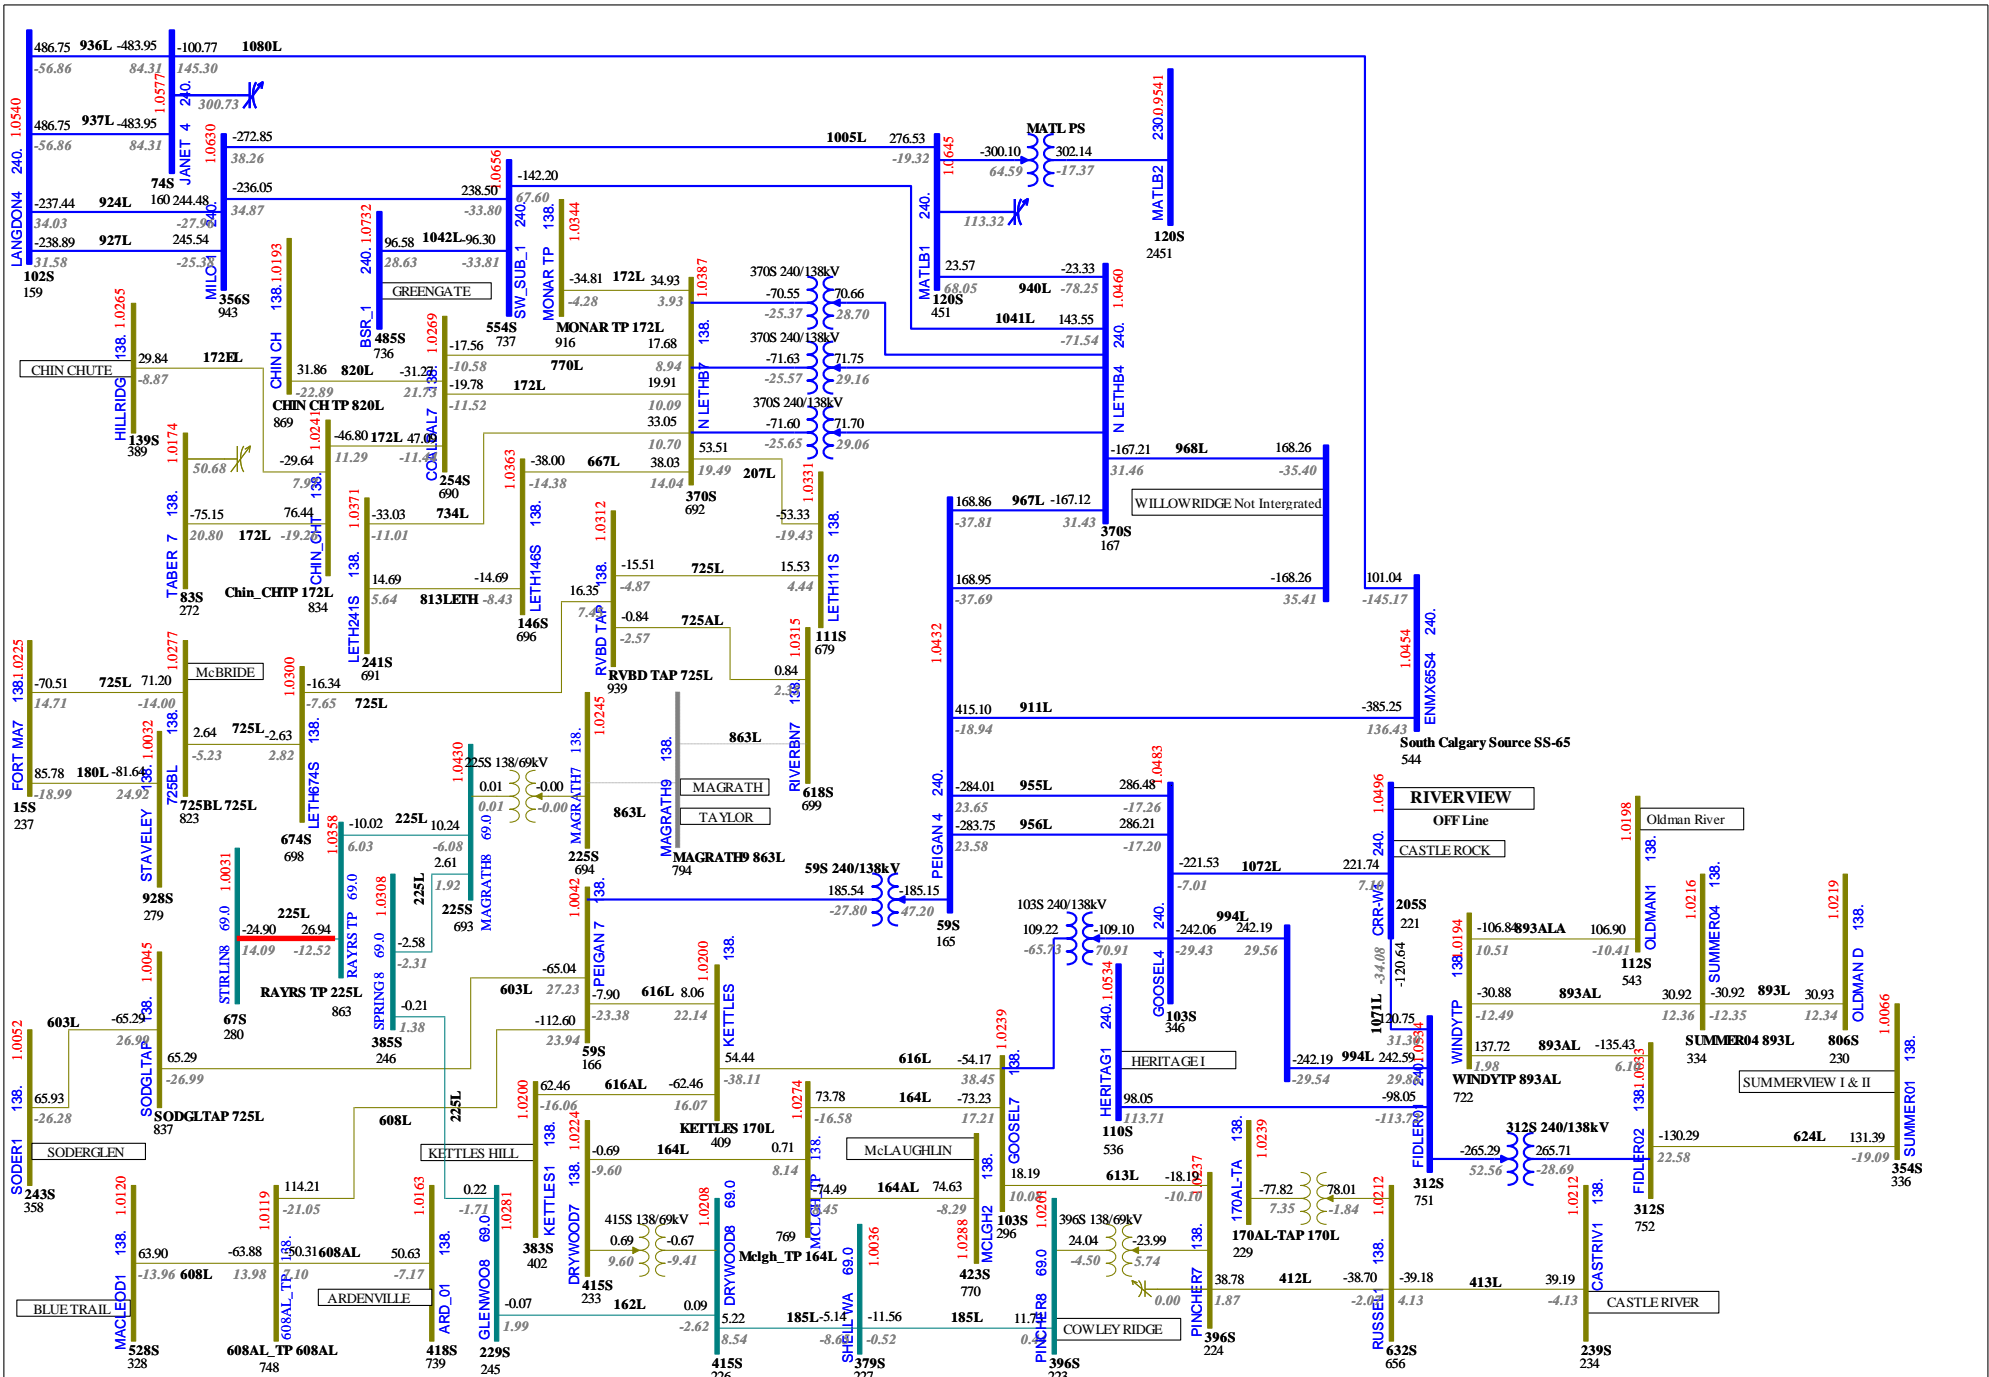 486.75 936L -483.95 -100.77 1080L
-56.86 84.31 145.30
1.0540 LANGDON4 240. 102S 159
1.0577 JANET 4 240. 74S 160
300.73
486.75 937L -483.95
-56.86 84.31
-237.44 924L 244.48
34.03
-238.89 927L 245.54
31.58
1.0630 MILO 1 240. 356S 943
-272.85 1005L 276.53
38.26 -19.32
-236.05 238.50
34.87 -33.80
1.0656 SW_SUB_1 240. 554S 737
-142.20
67.60
1.0732 BSR_1 240. 485S 736
96.58 1042L -96.30
28.63 -33.81
GREENGATE
MONAR TP 138. 1.0344
-34.81 172L 34.93
-4.28 3.93
MONAR TP 172L
916
1.0645 MATLB1 240. 120S 451
MATL PS
-300.10 302.14
64.59 -17.37
113.32
MATLB2 230. 0.9541
120S
2451
23.57 -23.33
68.05 940L -78.25
1041L 143.55
-71.54
1.0460 N LETHB4 240. 370S 167
1.0387 N LETHB7 138. 370S 692
370S 240/138kV
-70.55 70.66
-25.37 28.70
370S 240/138kV
-71.63 71.75
-25.57 29.16
370S 240/138kV
-71.60 71.70
-25.65 29.06
1.0265 HILLRIDG 138. 139S 389
CHIN CHUTE
29.84 172EL
-8.87
CHIN CH 138. 1.0193
31.86 820L
-22.89 21.73
CHIN CH TP 820L
869
1.0269 COALDAL7 138. 254S 690
-17.56 17.68
-10.58 770L 8.94
-19.78 172L 19.91
-11.52 10.09
33.05
10.70
53.51
19.49 207L
1.0241 CHIN_CHT 138.
-46.80 172L
11.29
-29.64
Chin_CHTP 172L
834
1.0174 TABER 7 138. 83S 272
50.68
-75.15 76.44
20.80 172L
1.0363 LETH146S 138. 146S 696
-38.00 667L 38.03
-14.38 14.04
1.0371 LETH241S 138. 241S 691
-33.03 734L
-11.01
14.69 -14.69
5.64 813LETH -8.43
1.0331 LETH111S 138. 111S 679
-53.33
-19.43
1.0312 RVBD TAP 138.
-15.51 725L 15.53
-4.87 4.44
16.35
-0.84 725AL
-2.57
RVBD TAP 725L
939
-167.21 968L 168.26
31.46 -35.40
WILLOWRIDGE Not Intergrated
168.86 967L -167.12
-37.81 31.43
168.95 -168.26
-37.69 35.41
101.04
-145.17
1.0454 ENMX65S4 240.
1.0432 PEIGAN 4 240. 59S 165
415.10 911L -385.25
-18.94 136.43
South Calgary Source SS-65
544
1.0225 FORT MA7 138. 15S 237
-70.51 725L 71.20
14.71 -14.00
85.78 180L -81.64
-18.99 24.92
1.0277 725BL 138.
McBRIDE
2.64 725L -2.63
-5.23 2.82
725BL 725L
823
1.0032 STAVELEY 138. 928S 279
1.0300 LETH674S 138. 674S 698
-16.34
-7.65 725L
1.0315 RIVERBN7 138. 618S 699
0.84
863L
1.0245 MAGRATH7 138. 225S 694
MAGRATH9 138.
MAGRATH
TAYLOR
863L
MAGRATH9 863L
794
1.0430 MAGRATH8 69.0 225S 693
225S 138/69kV
0.01 -0.00
0.01 -0.00
1.0358 RAYRS TP 69.0
-10.02 225L 10.24
6.03 -6.08
2.61
1.92
RAYRS TP 225L
863
1.0031 STIRLIN8 69.0 67S 280
-24.90 225L 26.94
14.09 -12.52
1.0308 SPRING 8 69.0 385S 246
225L
-2.58
-2.31
-0.21
1.38
-284.01 955L 286.48
23.65 -17.26
-283.75 956L 286.21
23.58 -17.20
1.0483 GOOSEL4 240. 103S 346
59S 240/138kV
185.54 -185.15
-27.80 47.20
1.0042 PEIGAN 7 138. 59S 166
-221.53 1072L 221.74
-7.01
1.0496 CRR-W 240. 205S 221
RIVERVIEW
OFF Line
CASTLE ROCK
103S 240/138kV
109.22 -109.10
-65.73 70.91
-242.06 994L 242.19
-29.43 29.56
-34.08 -120.64
1071L
-120.75
1.0534 HERITAG1 240. 110S 536
HERITAGE I
-242.19 994L 242.59
-29.54
98.05 -98.05
113.71
FIDLER01 240. 312S 751
312S 240/138kV
-265.29 265.71
52.56 -28.69
FIDLER02 138. 312S 752
-130.29 624L 131.39
22.58 -19.09
1.0066 SUMMER01 138. 354S 336
SUMMERVIEW I & II
1.0194 WINDYTP 138.
893ALA 106.90
10.51 -10.41
1.0198 OLDMAN1 138. 112S 543
Oldman River
-30.88 893AL 30.92
-12.49 12.36
1.0216 SUMMER04 138.
-30.92 893L 30.93
-12.35 12.34
SUMMER04 893L
334
1.0219 OLDMAN D 138. 806S 230
137.72 893AL -135.43
1.98
WINDYTP 893AL
722
1.0045 SODGLTAP 138.
-65.04
603L 27.23
603L -65.29
65.29
-26.99
SODGLTAP 725L
837
1.0052 SODER1 138. 243S 358
65.93
-26.28
SODERGLEN
-7.90 616L 8.06
-23.38 22.14
-112.60
23.94
608L
225L
1.0200 KETTLES 138.
54.44 616L -54.17
-38.11 38.45
KETTLES 170L
409
62.46 616AL -62.46
-16.06 16.07
1.0200 KETTLES1 138. 383S 402
KETTLES HILL
1.0239 GOOSEL7 138. 103S 296
73.78 164L -73.23
-16.58 17.21
1.0274 MCLGH_TP 138.
769
Mclgh_TP 164L
1.0224 DRYWOOD7 138. 415S 233
-0.69 164L 0.71
-9.60 8.14
McLAUGHLIN
-74.49 164AL 74.63
-8.29
1.0288 MCLGH2 138. 423S 770
415S 138/69kV
0.69 -0.67
9.60 -9.41
1.0208 DRYWOOD8 69.0 415S
18.19 613L
1.0237 PINCHER7 138. 396S 224
396S 138/69kV
24.04 -23.99
-4.50 5.74
1.0201 PINCHER8 69.0 396S
COWLEY RIDGE
0.00
1.0239 170AL-TA 138.
-77.82 78.01
7.35 -1.84
170AL-TAP 170L
229
38.78 412L -38.70
1.87
1.0212 RUSSEL1 138. 632S 656
-39.18 413L 39.19
4.13 -4.13
1.0212 CASTRIV1 138. 239S 234
CASTLE RIVER
1.0120 MACLEOD1 138. 528S 328
BLUE TRAIL
63.90 608L -63.88
-13.96 13.98
1.0119 608AL_TP 138.
114.21
-21.05
608AL 50.63
-7.10 -7.17
608AL_TP 608AL
748
1.0163 ARD_01 138. 418S 739
ARDENVILLE
1.0281 GLENWOO8 69.0 229S 245
0.22
-1.71
-0.07 162L 0.09
1.99 -2.62
5.22 185L -5.14
8.54
1.0036 SHELL WA 69.0 379S
-11.56 185L
-0.52